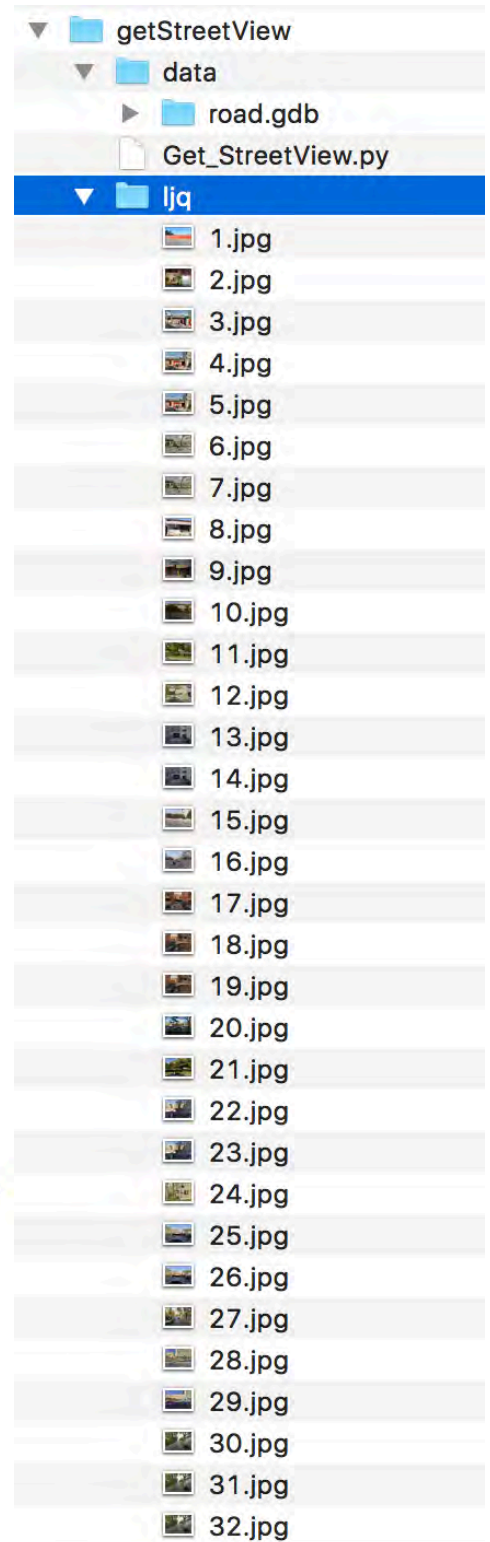 getStreetView
data
road.gdb
Get_StreetView.py
ljq
1.jpg
2.jpg
3.jpg
4.jpg
5.jpg
6.jpg
7.jpg
8.jpg
9.jpg
10.jpg
11.jpg
12.jpg
13.jpg
14.jpg
15.jpg
16.jpg
17.jpg
18.jpg
19.jpg
20.jpg
21.jpg
22.jpg
23.jpg
24.jpg
25.jpg
26.jpg
27.jpg
28.jpg
29.jpg
30.jpg
31.jpg
32.jpg